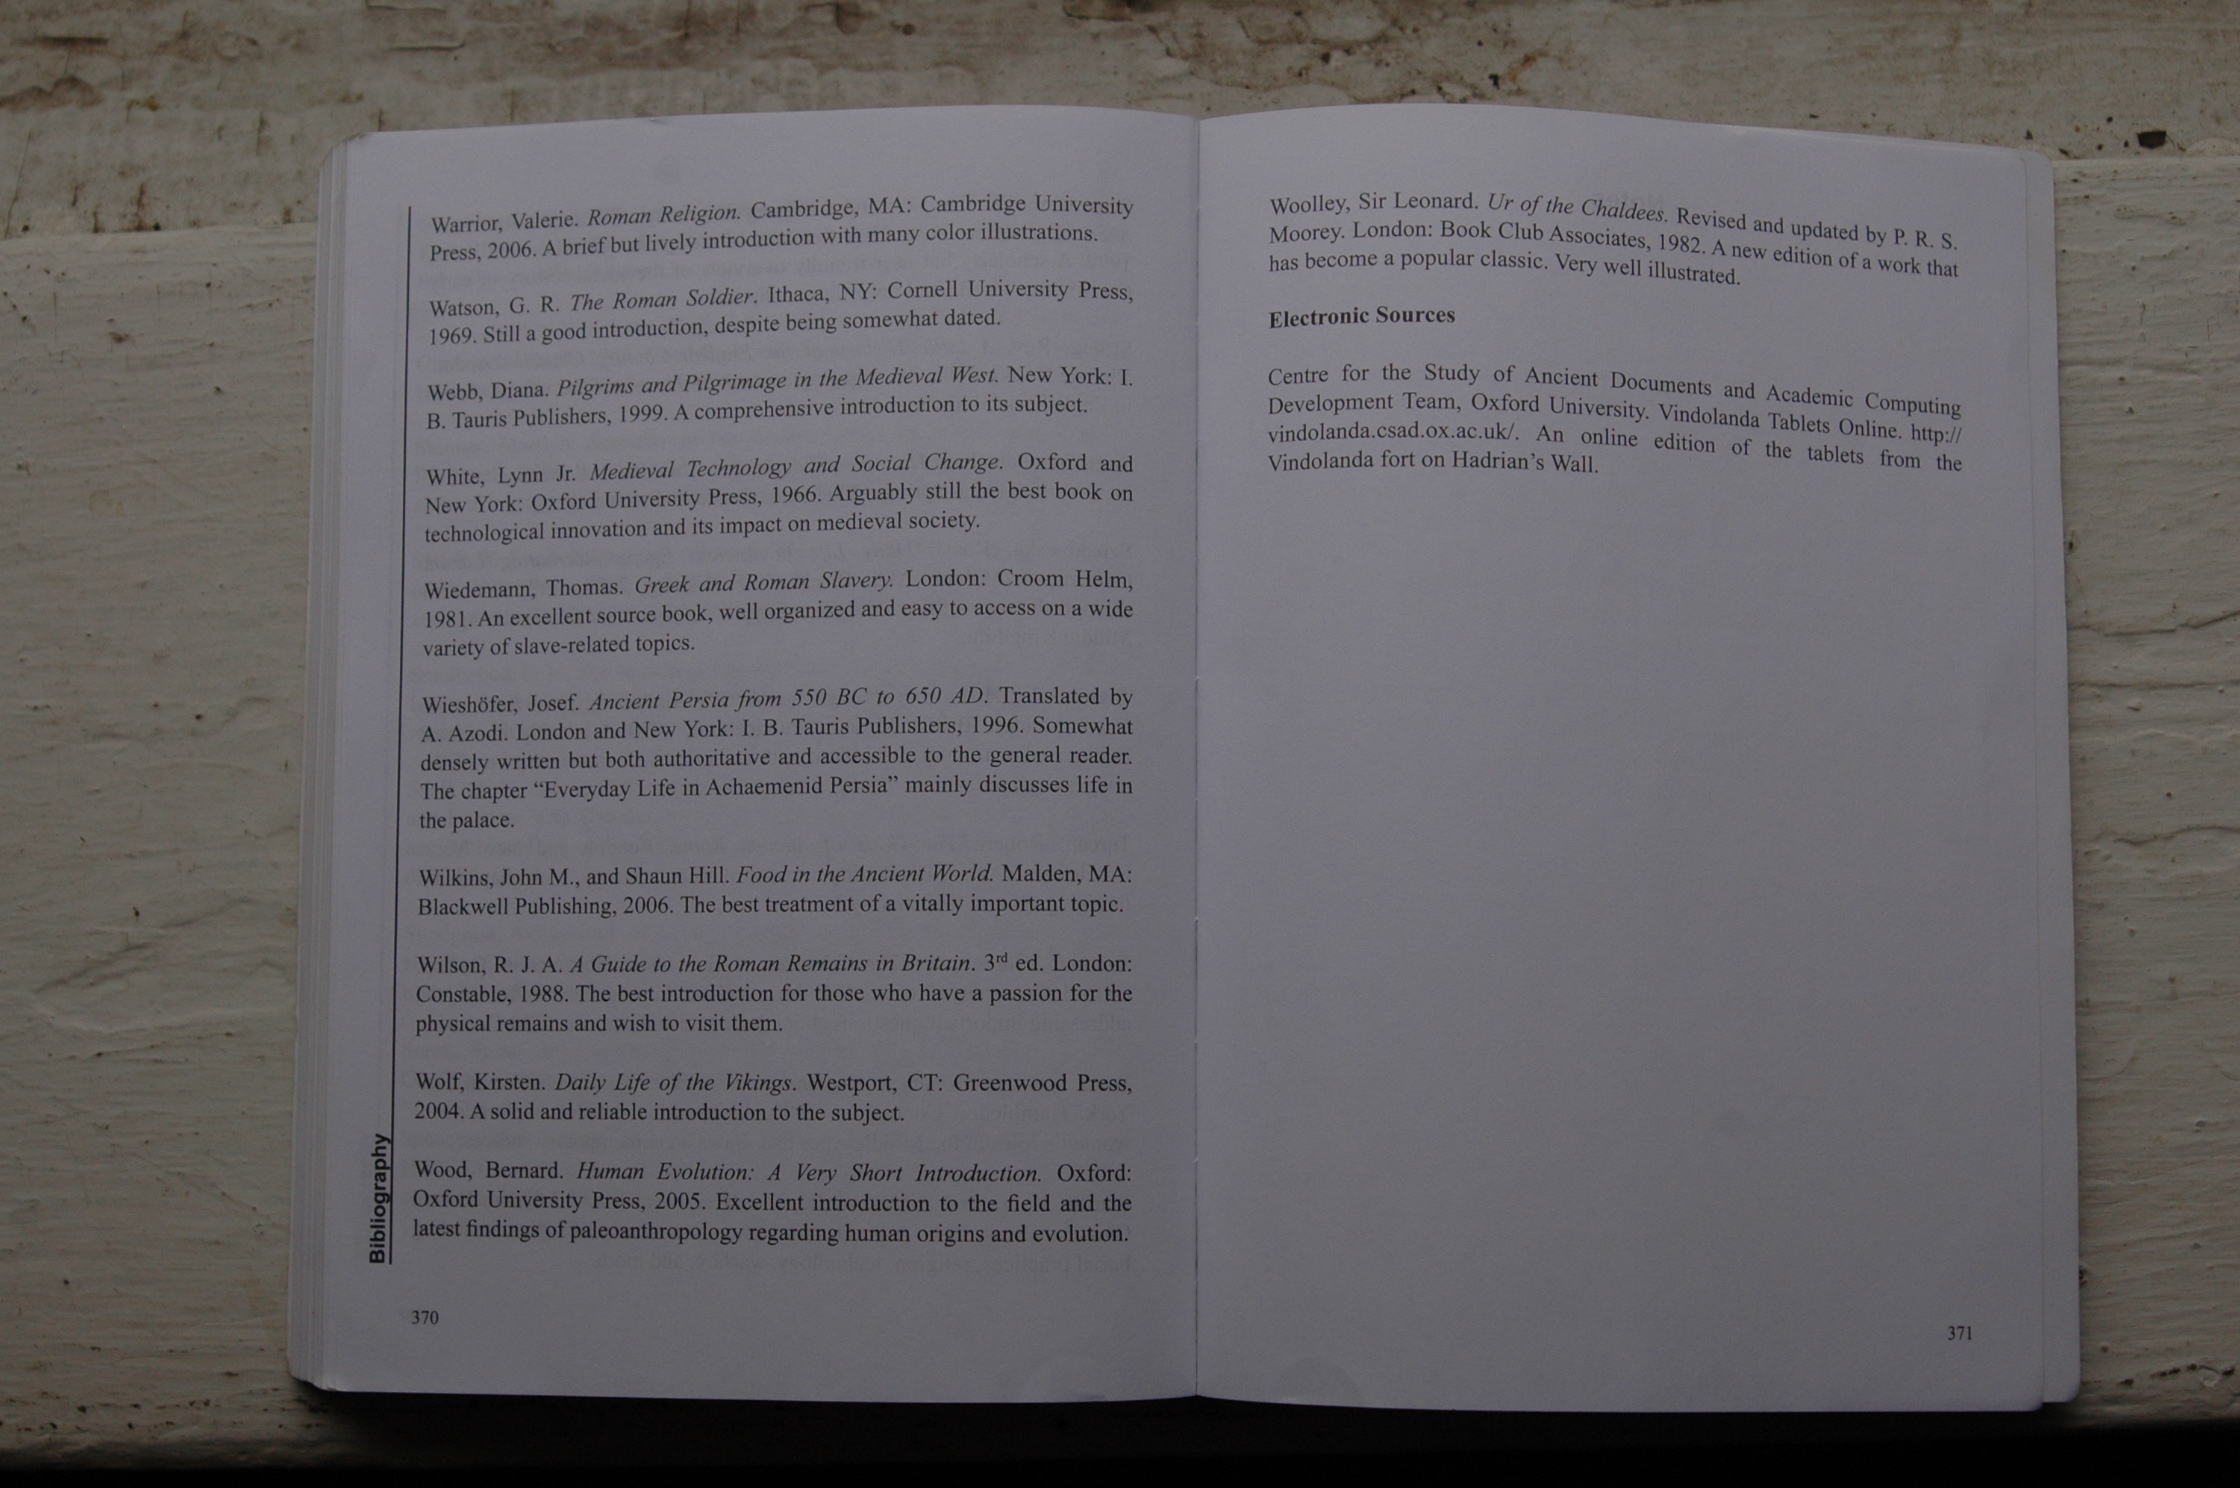 Warrior, Valerie. Roman Religion. Cambridge, MA: Cambridge University
Press, 2006. A brief but lively introduction with many color illustrations.
Watson, G. R. The Roman Soldier. Ithaca, NY: Cornell University Press,
1969. Still a good introduction, despite being somewhat dated.
Webb, Diana. Pilgrims and Pilgrimage in the Medieval West. New York: I.
B. Tauris Publishers, 1999. A comprehensive introduction to its subject.
White, Lynn Jr. Medieval Technology and Social Change. Oxford and
New York: Oxford University Press, 1966. Arguably still the best book on
technological innovation and its impact on medieval society.
Wiedemann, Thomas. Greek and Roman Slavery. London: Croom Helm,
1981. An excellent source book, well organized and easy to access on a wide
variety of slave-related topics.
Wieshöfer, Josef. Ancient Persia from 550 BC to 650 AD. Translated by
A. Azodi. London and New York: I. B. Tauris Publishers, 1996. Somewhat
densely written but both authoritative and accessible to the general reader.
The chapter “Everyday Life in Achaemenid Persia” mainly discusses life in
the palace.
Wilkins, John M., and Shaun Hill. Food in the Ancient World. Malden, MA:
Blackwell Publishing, 2006. The best treatment of a vitally important topic.
Wilson, R. J. A. A Guide to the Roman Remains in Britain. 3rd ed. London:
Constable, 1988. The best introduction for those who have a passion for the
physical remains and wish to visit them.
Wolf, Kirsten. Daily Life of the Vikings. Westport, CT: Greenwood Press,
2004. A solid and reliable introduction to the subject.
Wood, Bernard. Human Evolution: A Very Short Introduction. Oxford:
Oxford University Press, 2005. Excellent introduction to the field and the
latest findings of paleoanthropology regarding human origins and evolution.
Bibliography
370
Woolley, Sir Leonard. Ur of the Chaldees. Revised and updated by P. R. S.
Moorey. London: Book Club Associates, 1982. A new edition of a work that
has become a popular classic. Very well illustrated.
Electronic Sources
Centre for the Study of Ancient Documents and Academic Computing
Development Team, Oxford University. Vindolanda Tablets Online. http://
vindolanda.csad.ox.ac.uk/. An online edition of the tablets from the
Vindolanda fort on Hadrian’s Wall.
371